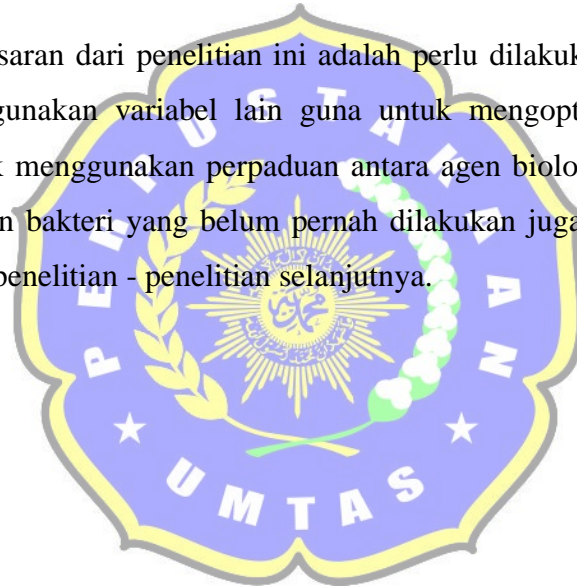 saran dari penelitian ini adalah perlu dilakuk
gunakan variabel lain guna untuk mengopt
menggunakan perpaduan antara agen biolo
n bakteri yang belum pernah dilakukan juga
penelitian - penelitian selanjutnya.
PERPUSTAKAAN
UMTAS